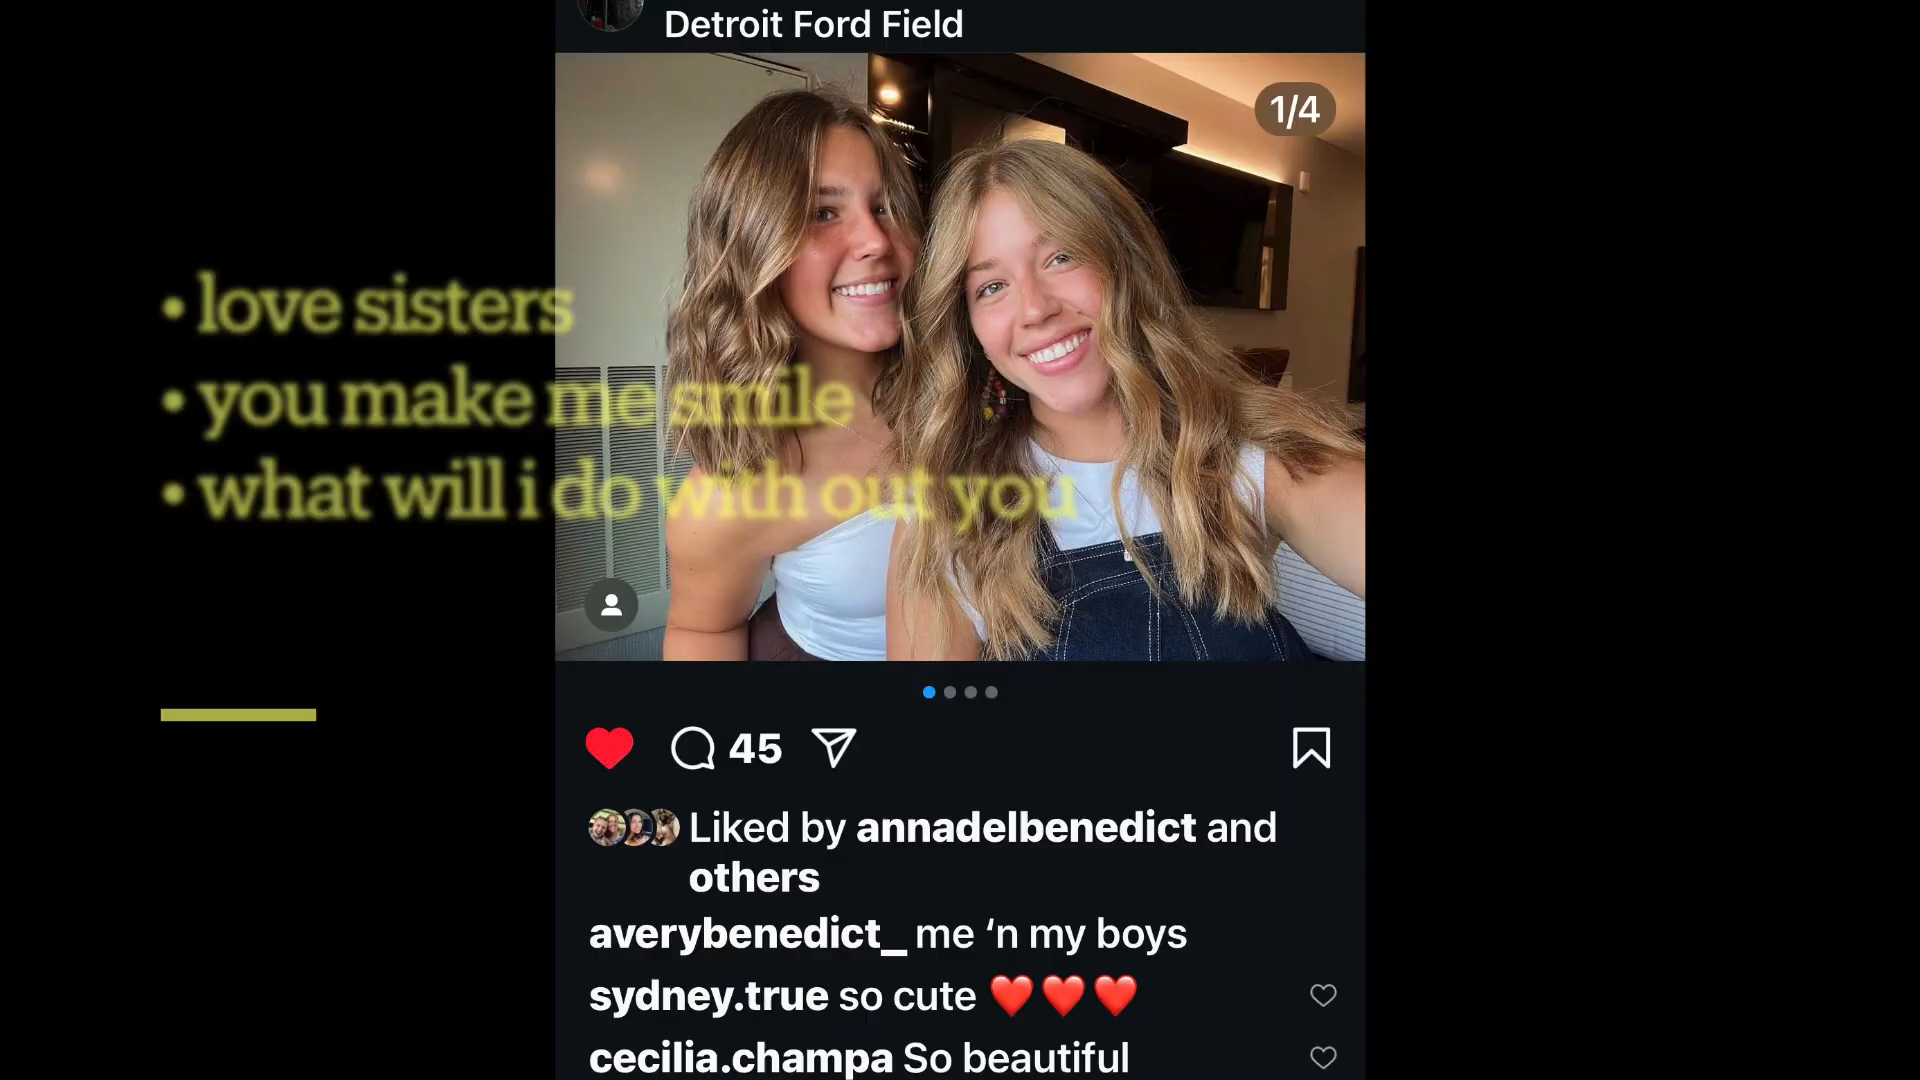 Detroit Ford Field
1/4
• love sisters
• you make me smile
• what will i do with out you
45
Liked by annadelbenedict and
others
averybenedict_ me ‘n my boys
sydney.true so cute ❤️❤️❤️
cecilia.champa So beautiful